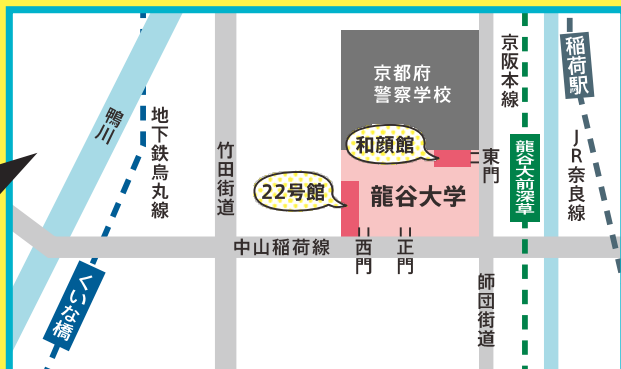 京都府
警察学校
京阪本線
稲荷駅
鴨川
地下鉄烏丸線
竹田街道
和顔館
東門
龍谷大前深草
JR奈良線
22号館
龍谷大学
中山稲荷線
西門
正門
くいな橋
師団街道